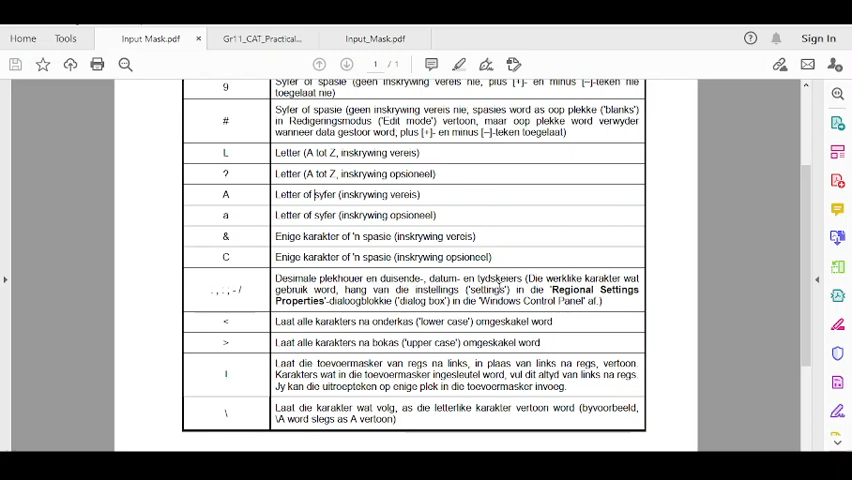 Home Tools Input Mask.pdf × Gr11_CAT_Practical... Input_Mask.pdf Sign In
1 / 1
9 Syfer of spasie (geen inskrywing vereis nie, plus [+]- en minus [–]-teken nie
toegelaat nie)
# Syfer of spasie (geen inskrywing vereis nie, spasies word as oop plekke ('blanks')
in Redigeringsmodus ('Edit mode') vertoon, maar oop plekke word verwyder
wanneer data gestoor word, plus [+]- en minus [–]-teken toegelaat)
L Letter (A tot Z, inskrywing vereis)
? Letter (A tot Z, inskrywing opsioneel)
A Letter of syfer (inskrywing vereis)
a Letter of syfer (inskrywing opsioneel)
& Enige karakter of 'n spasie (inskrywing vereis)
C Enige karakter of 'n spasie (inskrywing opsioneel)
. , : ; - / Desimale plekhouer en duisende-, datum- en tydskeiers (Die werklike karakter wat
gebruik word, hang van die instellings ('settings') in die 'Regional Settings
Properties'-dialoogblokkie ('dialog box') in die 'Windows Control Panel' af.)
< Laat alle karakters na onderkas ('lower case') omgeskakel word
> Laat alle karakters na bokas ('upper case') omgeskakel word
! Laat die toevoermasker van regs na links, in plaas van links na regs, vertoon.
Karakters wat in die toevoermasker ingesleutel word, vul dit altyd van links na regs.
Jy kan die uitroepteken op enige plek in die toevoermasker invoeg.
\ Laat die karakter wat volg, as die letterlike karakter vertoon word (byvoorbeeld,
\A word slegs as A vertoon)